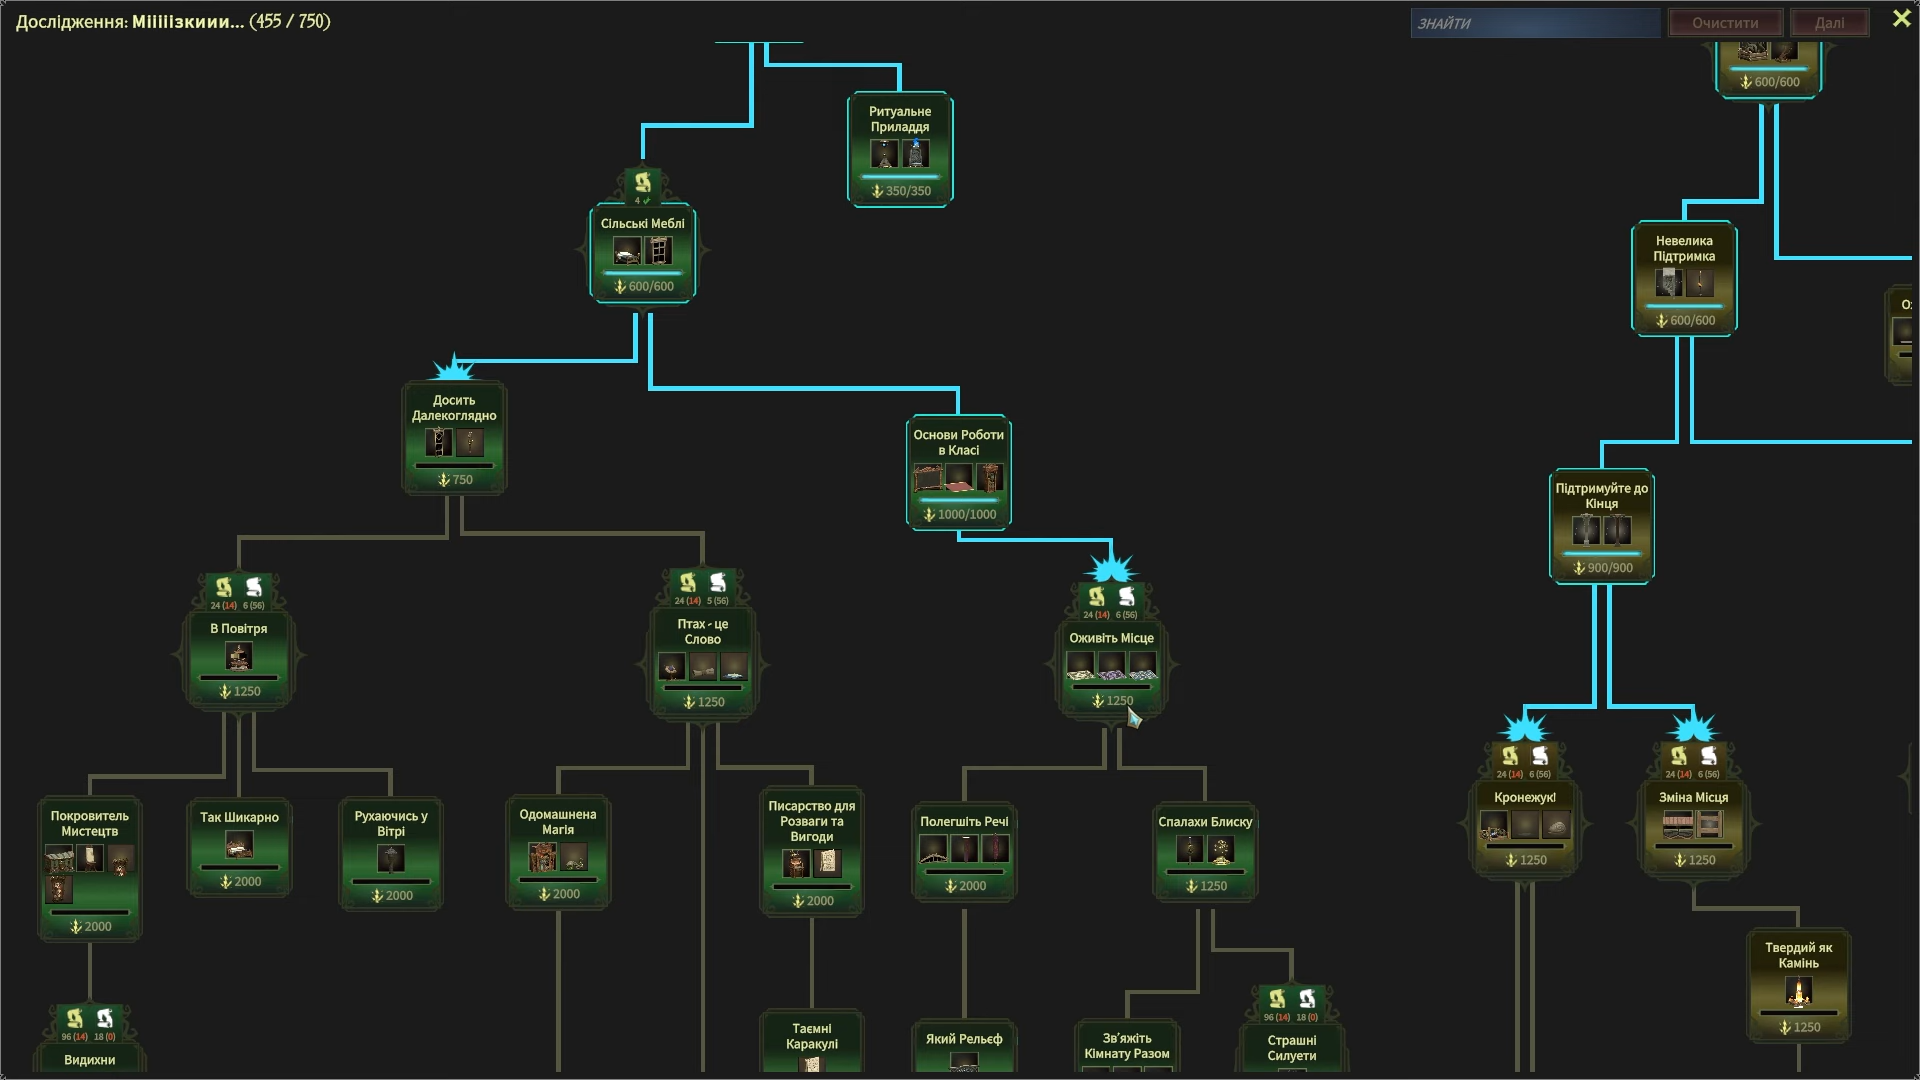 Дослідження: Міііііізкиии... (455 / 750)
ЗНАЙТИ
Очистити
Далі
600/600
Ритуальне
Приладдя
350/350
4
Сільські Меблі
600/600
Невелика
Підтримка
600/600
Досить
Далекоглядно
750
Основи Роботи
в Класі
1000/1000
Підтримуйте до
Кінця
900/900
24 (14) 6 (56)
В Повітря
1250
24 (14) 5 (56)
Птах - це
Слово
1250
24 (14) 6 (56)
Оживіть Місце
1250
24 (14) 6 (56)
Кронежук!
1250
24 (14) 6 (56)
Зміна Місця
1250
Покровитель
Мистецтв
2000
Так Шикарно
2000
Рухаючись у
Вітрі
2000
Одомашнена
Магія
2000
Писарство для
Розваги та
Вигоди
2000
Полегшіть Речі
2000
Спалахи Блиску
1250
Твердий як
Камінь
1250
96 (14) 18 (0)
Видихни
Таємні
Каракулі
Який Рельєф
Зв'яжіть
Кімнату Разом
96 (14) 18 (0)
Страшні
Силуети